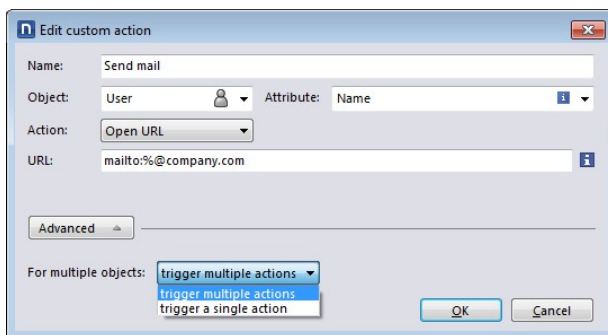 n Edit custom action
Name: Send mail
Object: User Attribute: Name i
Action: Open URL
URL: mailto:%@company.com i
Advanced
For multiple objects: trigger multiple actions
trigger multiple actions
trigger a single action
OK Cancel